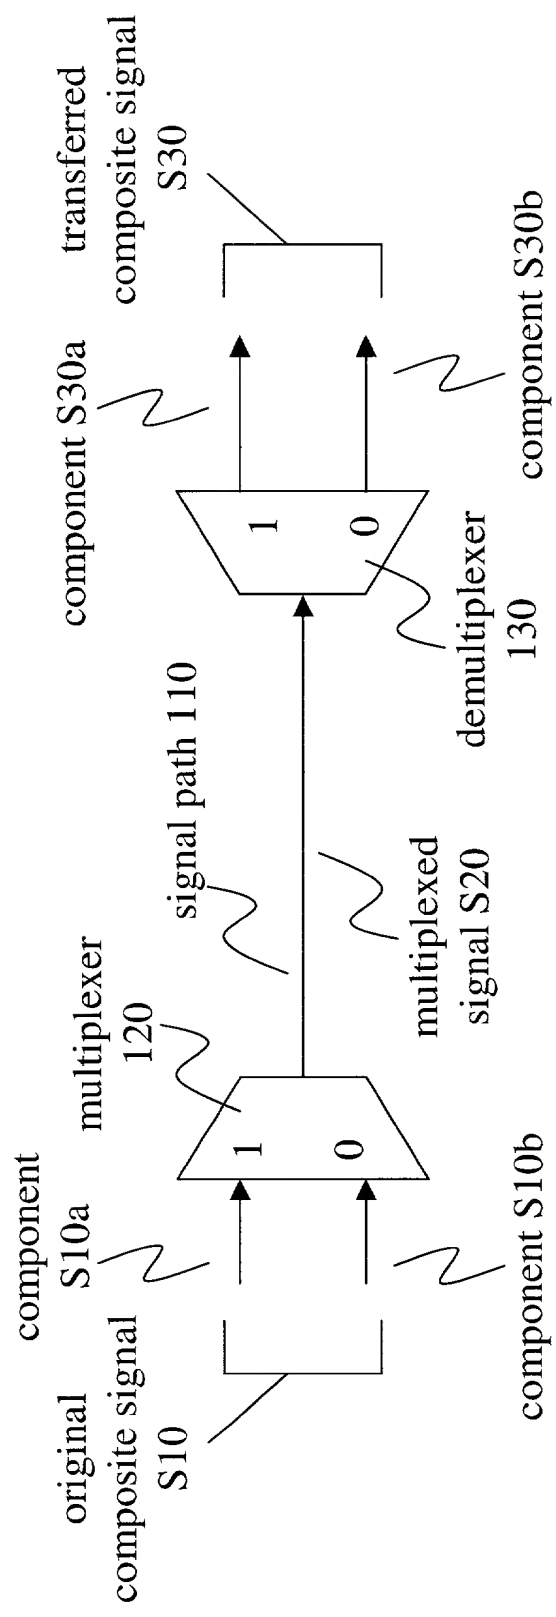 original
composite signal
S10
component
S10a
component S10b
1
0
multiplexer
120
signal path 110
multiplexed
signal S20
1
0
demultiplexer
130
component S30a
component S30b
transferred
composite signal
S30